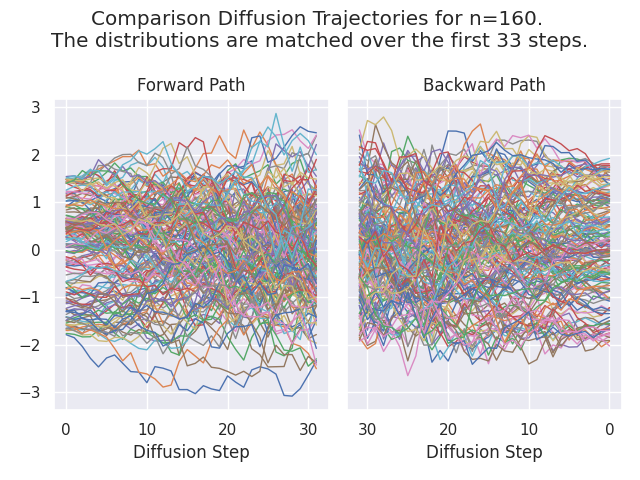 Comparison Diffusion Trajectories for n=160.
The distributions are matched over the first 33 steps.
Forward Path
Backward Path
3
2
1
0
−1
−2
−3
0 10 20 30
30 20 10 0
Diffusion Step
Diffusion Step